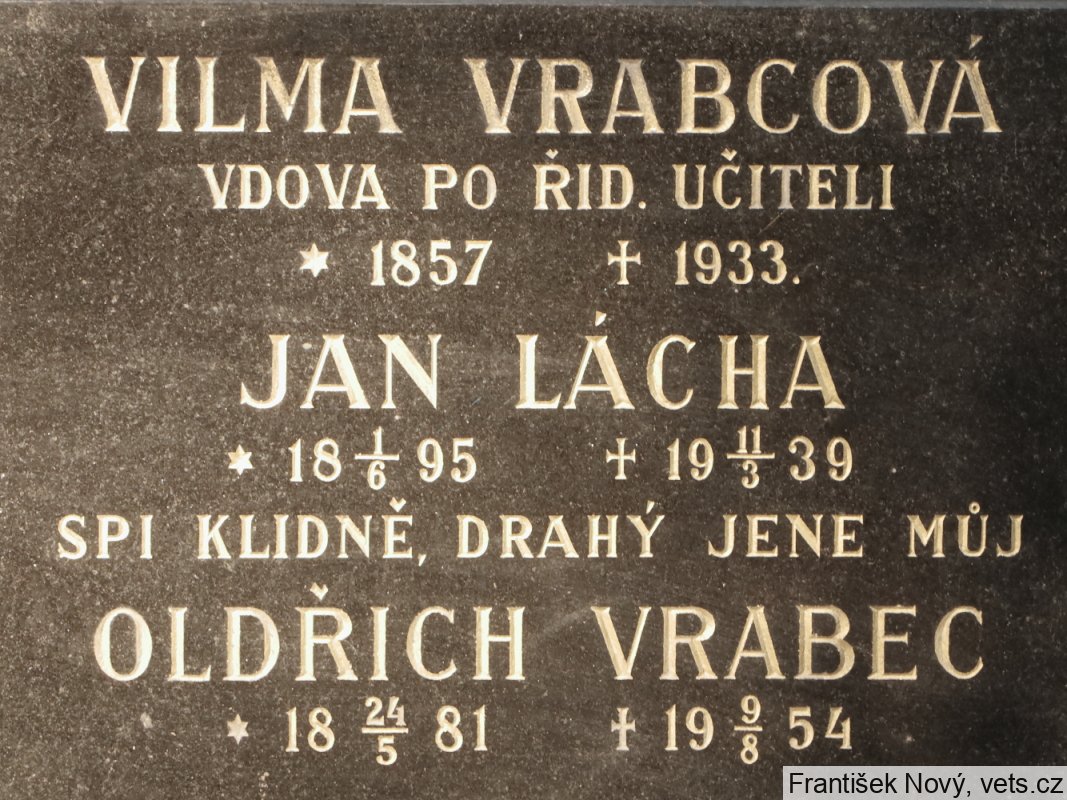 VILMA VRABCOVÁ
VDOVA PO ŘID. UČITELI
* 1857 ✝ 1933.
JAN LÁCHA
* 18 1/6 95 ✝ 19 11/3 39
SPI KLIDNĚ, DRAHÝ JENE MŮJ
OLDŘICH VRABEC
* 18 24/5 81 ✝ 19 9/8 54
František Nový, vets.cz